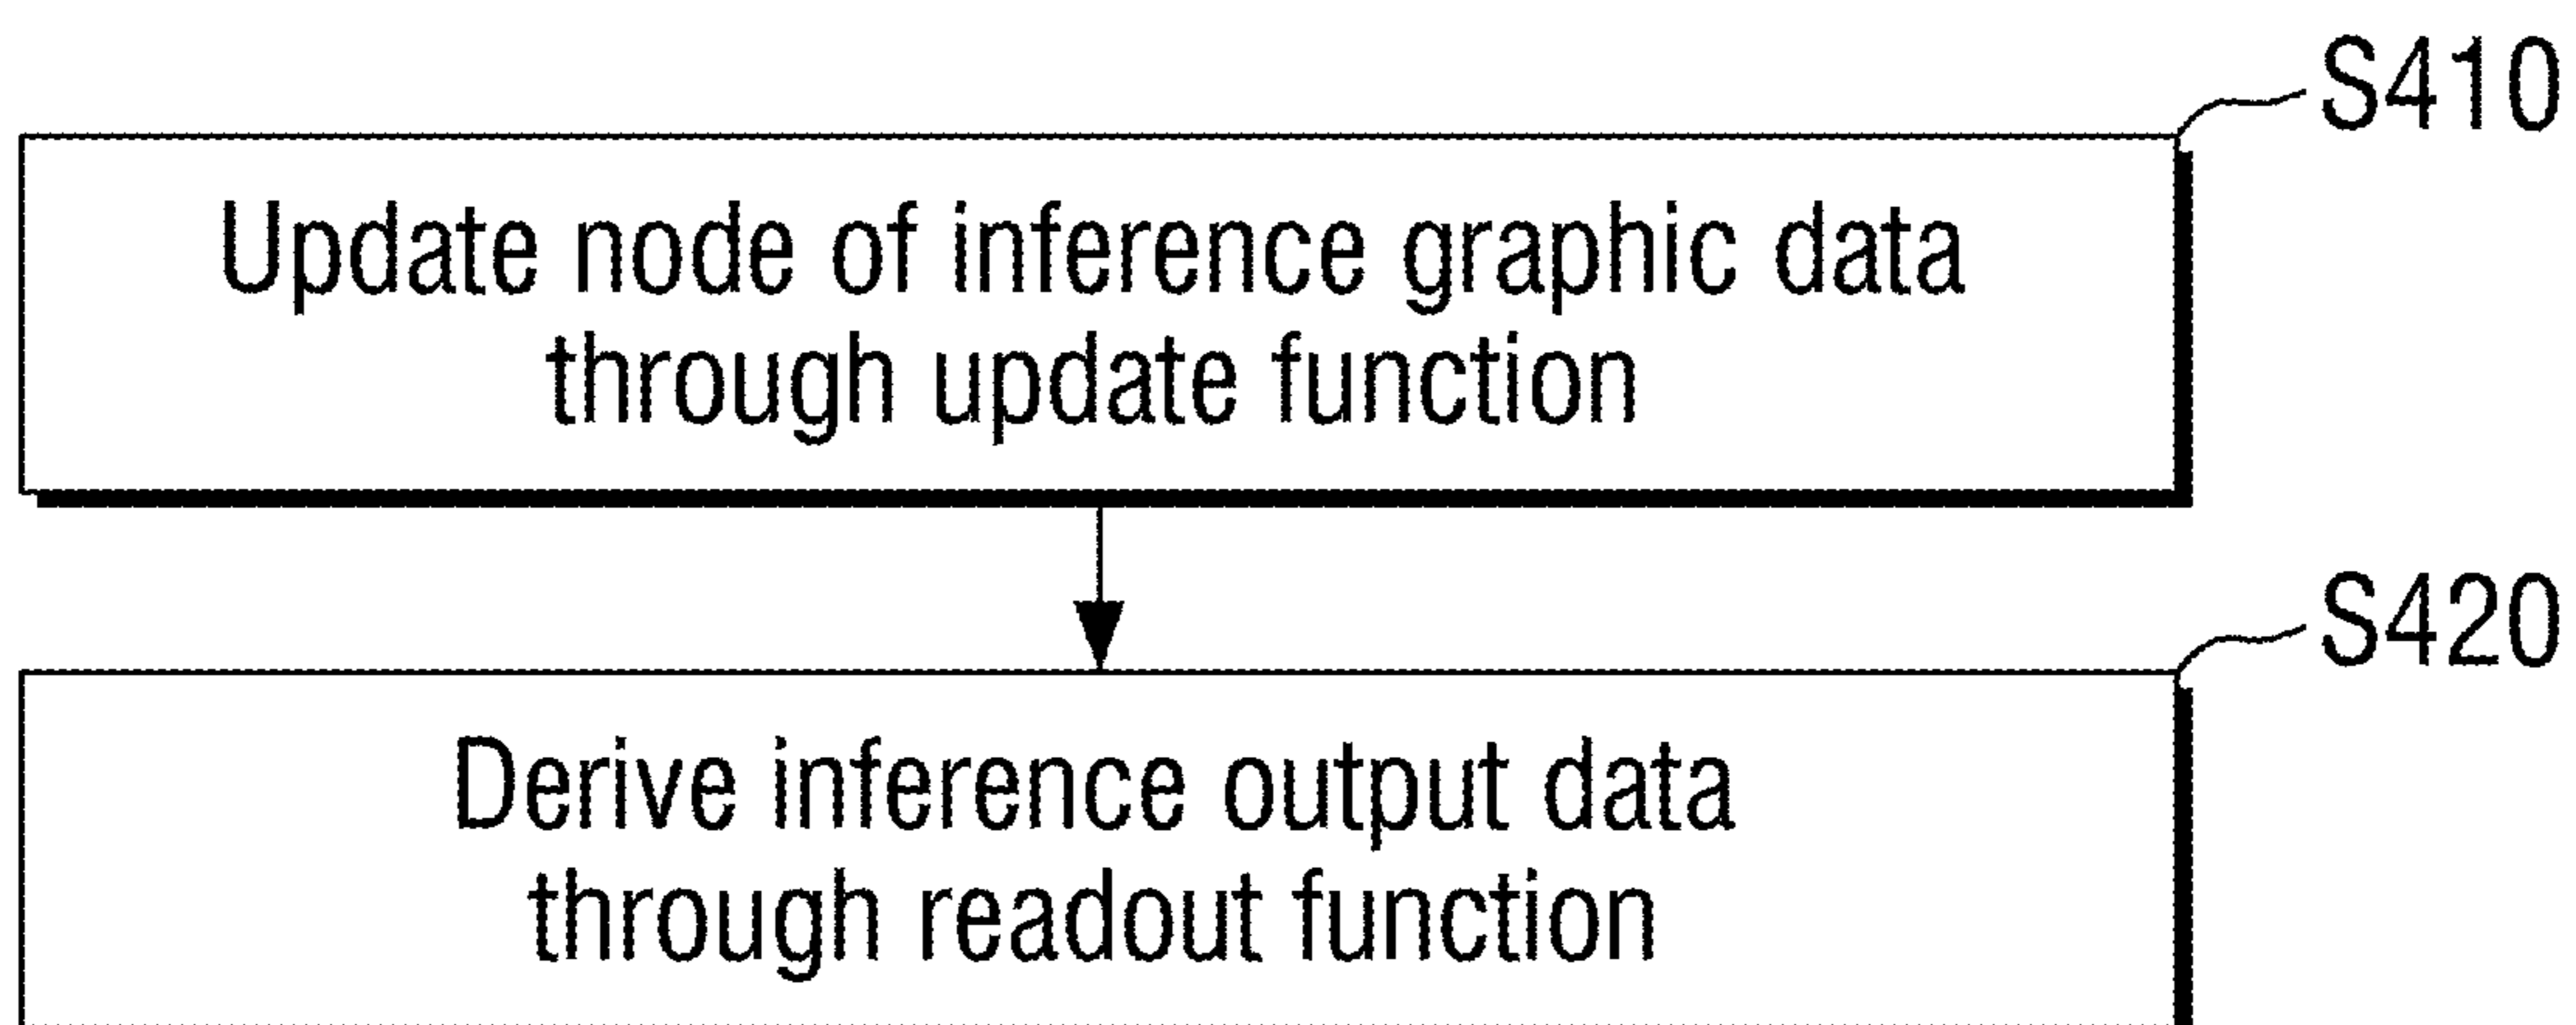 S410
Update node of inference graphic data
through update function
S420
Derive inference output data
through readout function